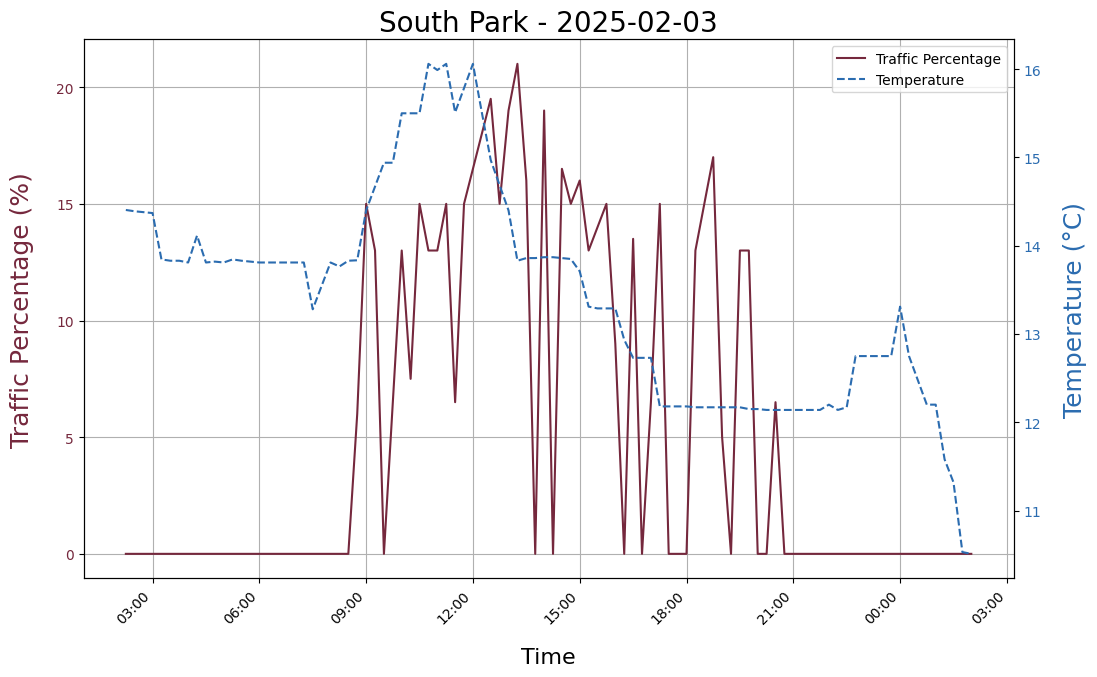 South Park - 2025-02-03
Traffic Percentage
Temperature
Traffic Percentage (%)
20
15
10
5
0
Temperature (°C)
16
15
14
13
12
11
03:00 06:00 09:00 12:00 15:00 18:00 21:00 00:00 03:00
Time